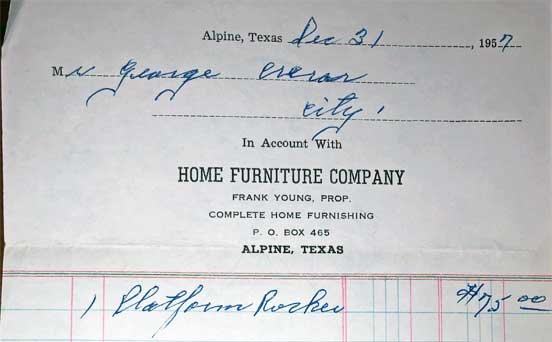 Alpine, Texas Dec 31, 1957
Mr George Crerar
City.
In Account With
HOME FURNITURE COMPANY
FRANK YOUNG, PROP.
COMPLETE HOME FURNISHING
P. O. BOX 465
ALPINE, TEXAS
1 Platform Rocker $75.00